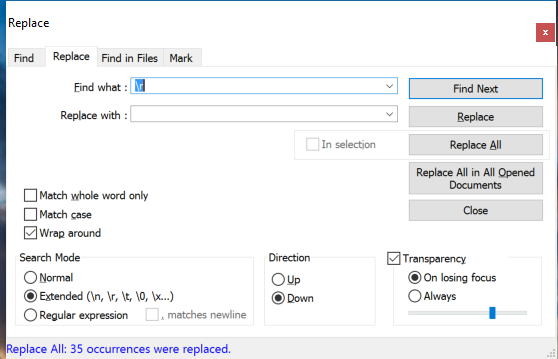 Replace
x
Find
Replace
Find in Files
Mark
Find what :
\r
Find Next
Replace with :
Replace
In selection
Replace All
Replace All in All Opened
Documents
Match whole word only
Match case
Close
Wrap around
Search Mode
Normal
Extended (\n, \r, \t, \0, \x...)
Regular expression
. matches newline
Direction
Up
Down
Transparency
On losing focus
Always
Replace All: 35 occurrences were replaced.